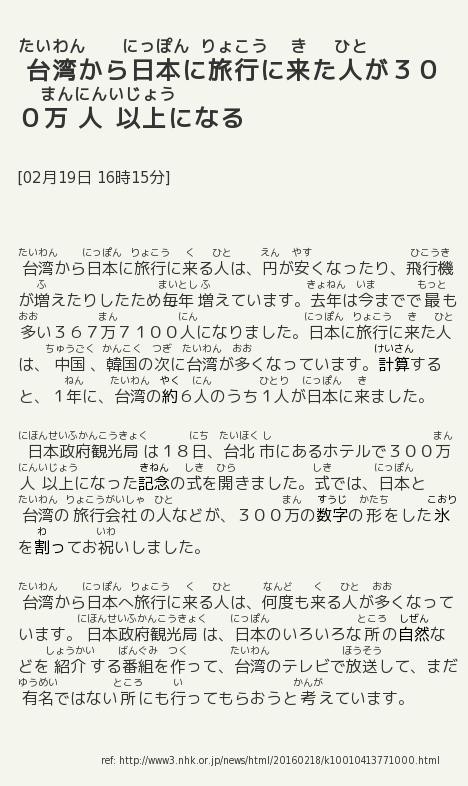 たいわん にっぽん りょこう き ひと
台湾から日本に旅行に来た人が３０
まんにんいじょう
０万 人 以上になる
[02月19日 16時15分]
たいわん にっぽん りょこう く ひと えん やす ひこうき
台湾から日本に旅行に来る人は、円が安くなったり、飛行機
ふ まいとし ふ きょねん いま もっと
が増えたりしたため毎年 増えています。去年は今までで 最も
おお まん にん にっぽん りょこう き ひと
多い３６７万７１００人になりました。日本に旅行に来た人
ちゅうごく かんこく つぎ たいわん おお けいさん
は、 中国 、韓国の次に台湾が多くなっています。計算する
ねん たいわん やく にん ひとり にっぽん き
と、１年に、台湾の約６人のうち１人が日本に来ました。
にほんせいふかんこうきょく にち たいほく し まん
日本政府観光局 は１８日、台北 市にあるホテルで３００万
にんいじょう きねん しき ひら しき にっぽん
人 以上になった記念の式を開きました。式では、日本と
たいわん りょこうがいしゃ ひと まん すうじ かたち こおり
台湾の 旅行会社 の人などが、３００万の数字の 形をした 氷
わ いわ
を割ってお祝いしました。
たいわん にっぽん りょこう く ひと なんど く ひと おお
台湾から日本へ旅行に来る人は、何度も来る人が多くなって
にほんせいふかんこうきょく にっぽん ところ しぜん
います。 日本政府観光局 は、日本のいろいろな 所 の自然な
しょうかい ばんぐみ つく たいわん ほうそう
どを 紹介 する番組を作って、台湾のテレビで放送して、まだ
ゆうめい ところ い かんが
有名ではない 所 にも行ってもらおうと 考えています。
ref: http://www3.nhk.or.jp/news/html/20160218/k10010413771000.html